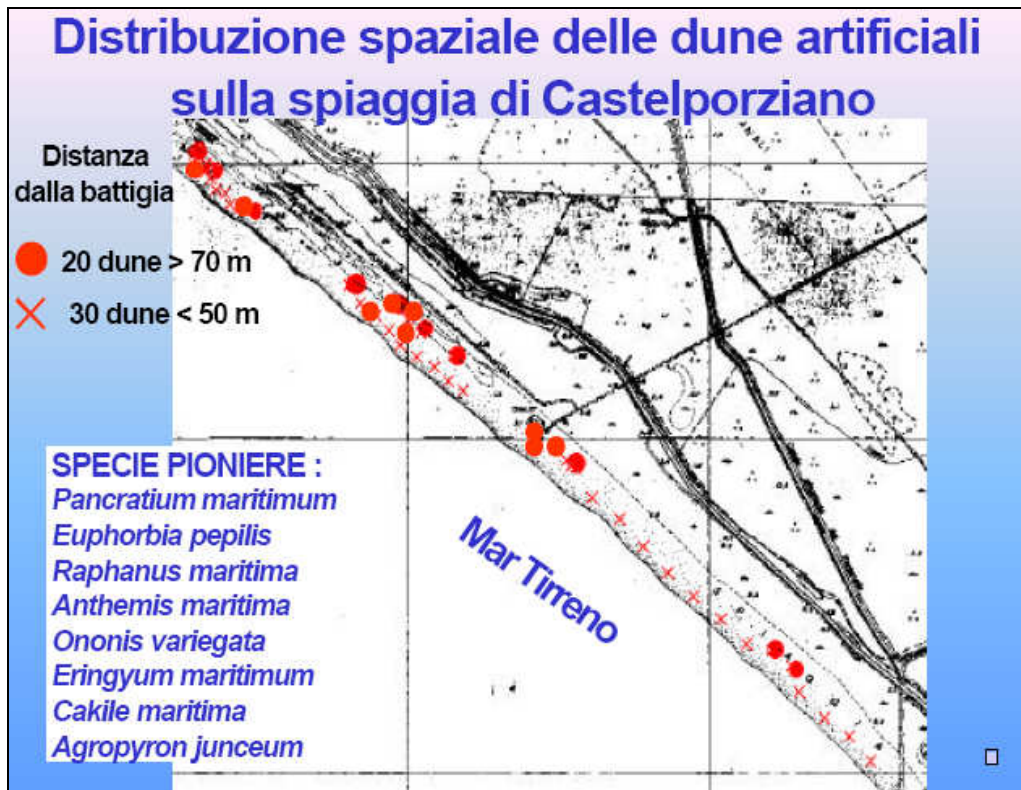 Distribuzione spaziale delle dune artificiali
sulla spiaggia di Castelporziano
Distanza
dalla battigia
20 dune > 70 m
30 dune < 50 m
SPECIE PIONIERE :
Pancratium maritimum
Euphorbia pepilis
Raphanus maritima
Anthemis maritima
Ononis variegata
Eringyum maritimum
Cakile maritima
Agropyron junceum
Mar Tirreno